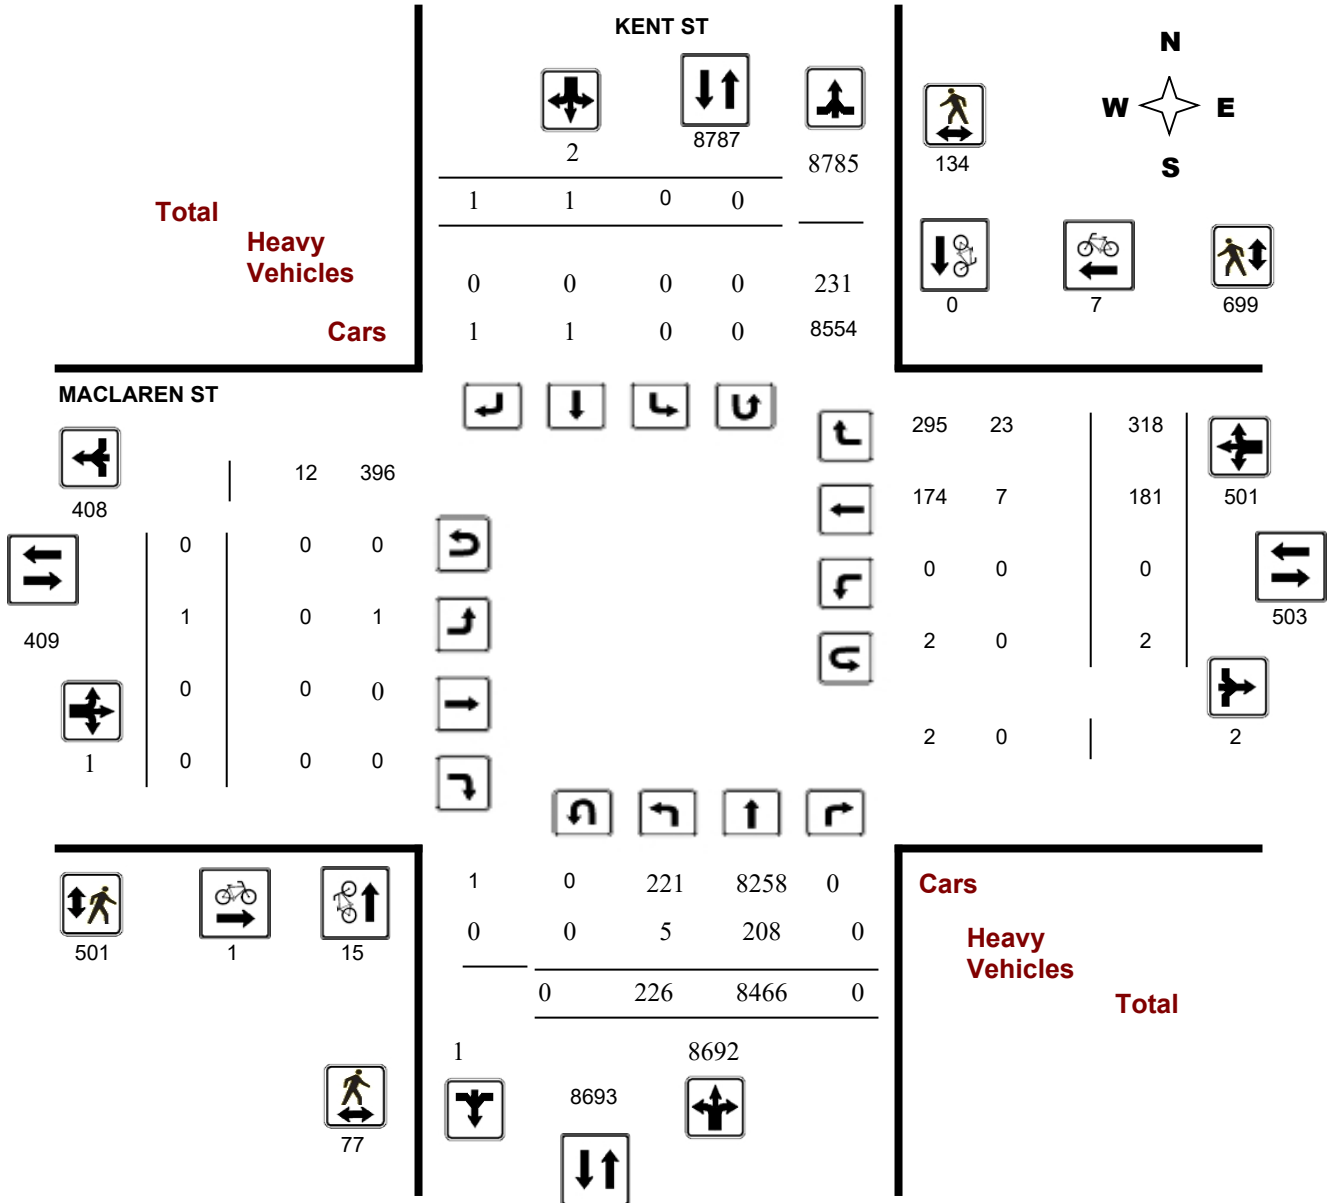 KENT ST
N
W E
S
2
8787
8785
134
Total
1 1 0 0
Heavy
Vehicles
0 0 0 0 231
0 7 699
Cars
1 1 0 0 8554
MACLAREN ST
295 23 318
12 396
408
174 7 181 501
0 0 0
0 0 0
503
1 0 1
409
2 0 2
0 0 0
2 0 2
1
0 0 0
1 0 221 8258 0
Cars
0 0 5 208 0
Heavy
Vehicles
501 1 15
0 226 8466 0
Total
1 8692
8693
77